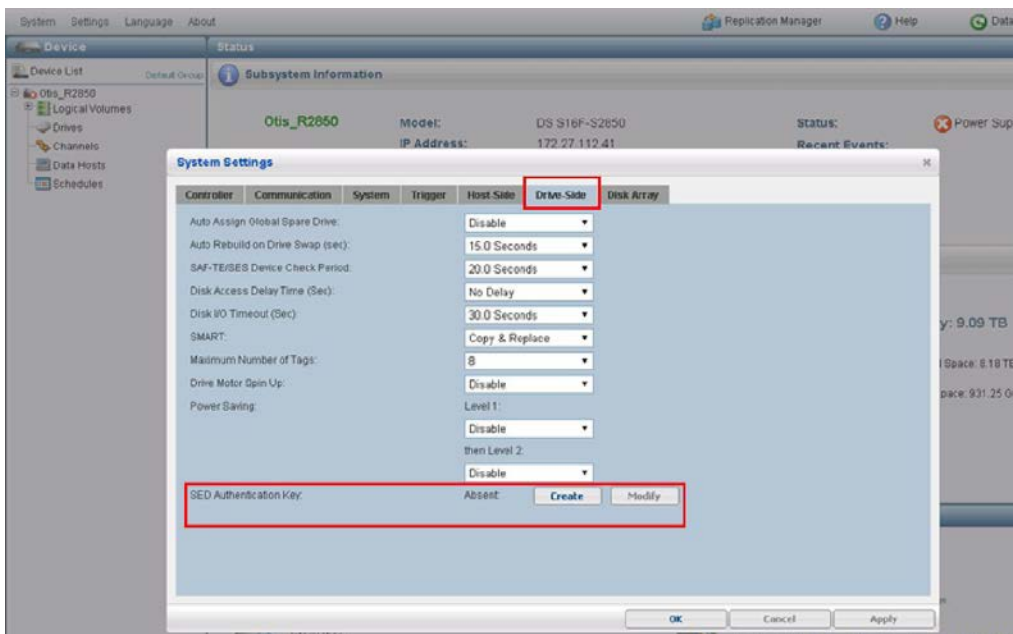 System Settings Language About Replication Manager Help Data
Device Status
Device List Default Group Subsystem Information
Otis_R2850
Logical Volumes
Otis_R2850 Model: DS S16F-S2850 Status: Power Sup
Drives
IP Address: 172.27.112.41 Recent Events:
Channels
Data Hosts
Schedules
System Settings
Controller Communication System Trigger Host-Side Drive-Side Disk Array
Auto Assign Global Spare Drive: Disable
Auto Rebuild on Drive Swap (sec): 15.0 Seconds
SAF-TE/SES Device Check Period: 20.0 Seconds
Disk Access Delay Time (Sec): No Delay
Disk I/O Timeout (Sec): 30.0 Seconds
y: 9.09 TB
SMART: Copy & Replace
Maximum Number of Tags: 8
Space: 8.18 TB
Drive Motor Spin Up: Disable
pace: 931.25 G
Power Saving: Level 1:
Disable
then Level 2:
Disable
SED Authentication Key: Absent Create Modify
OK Cancel Apply